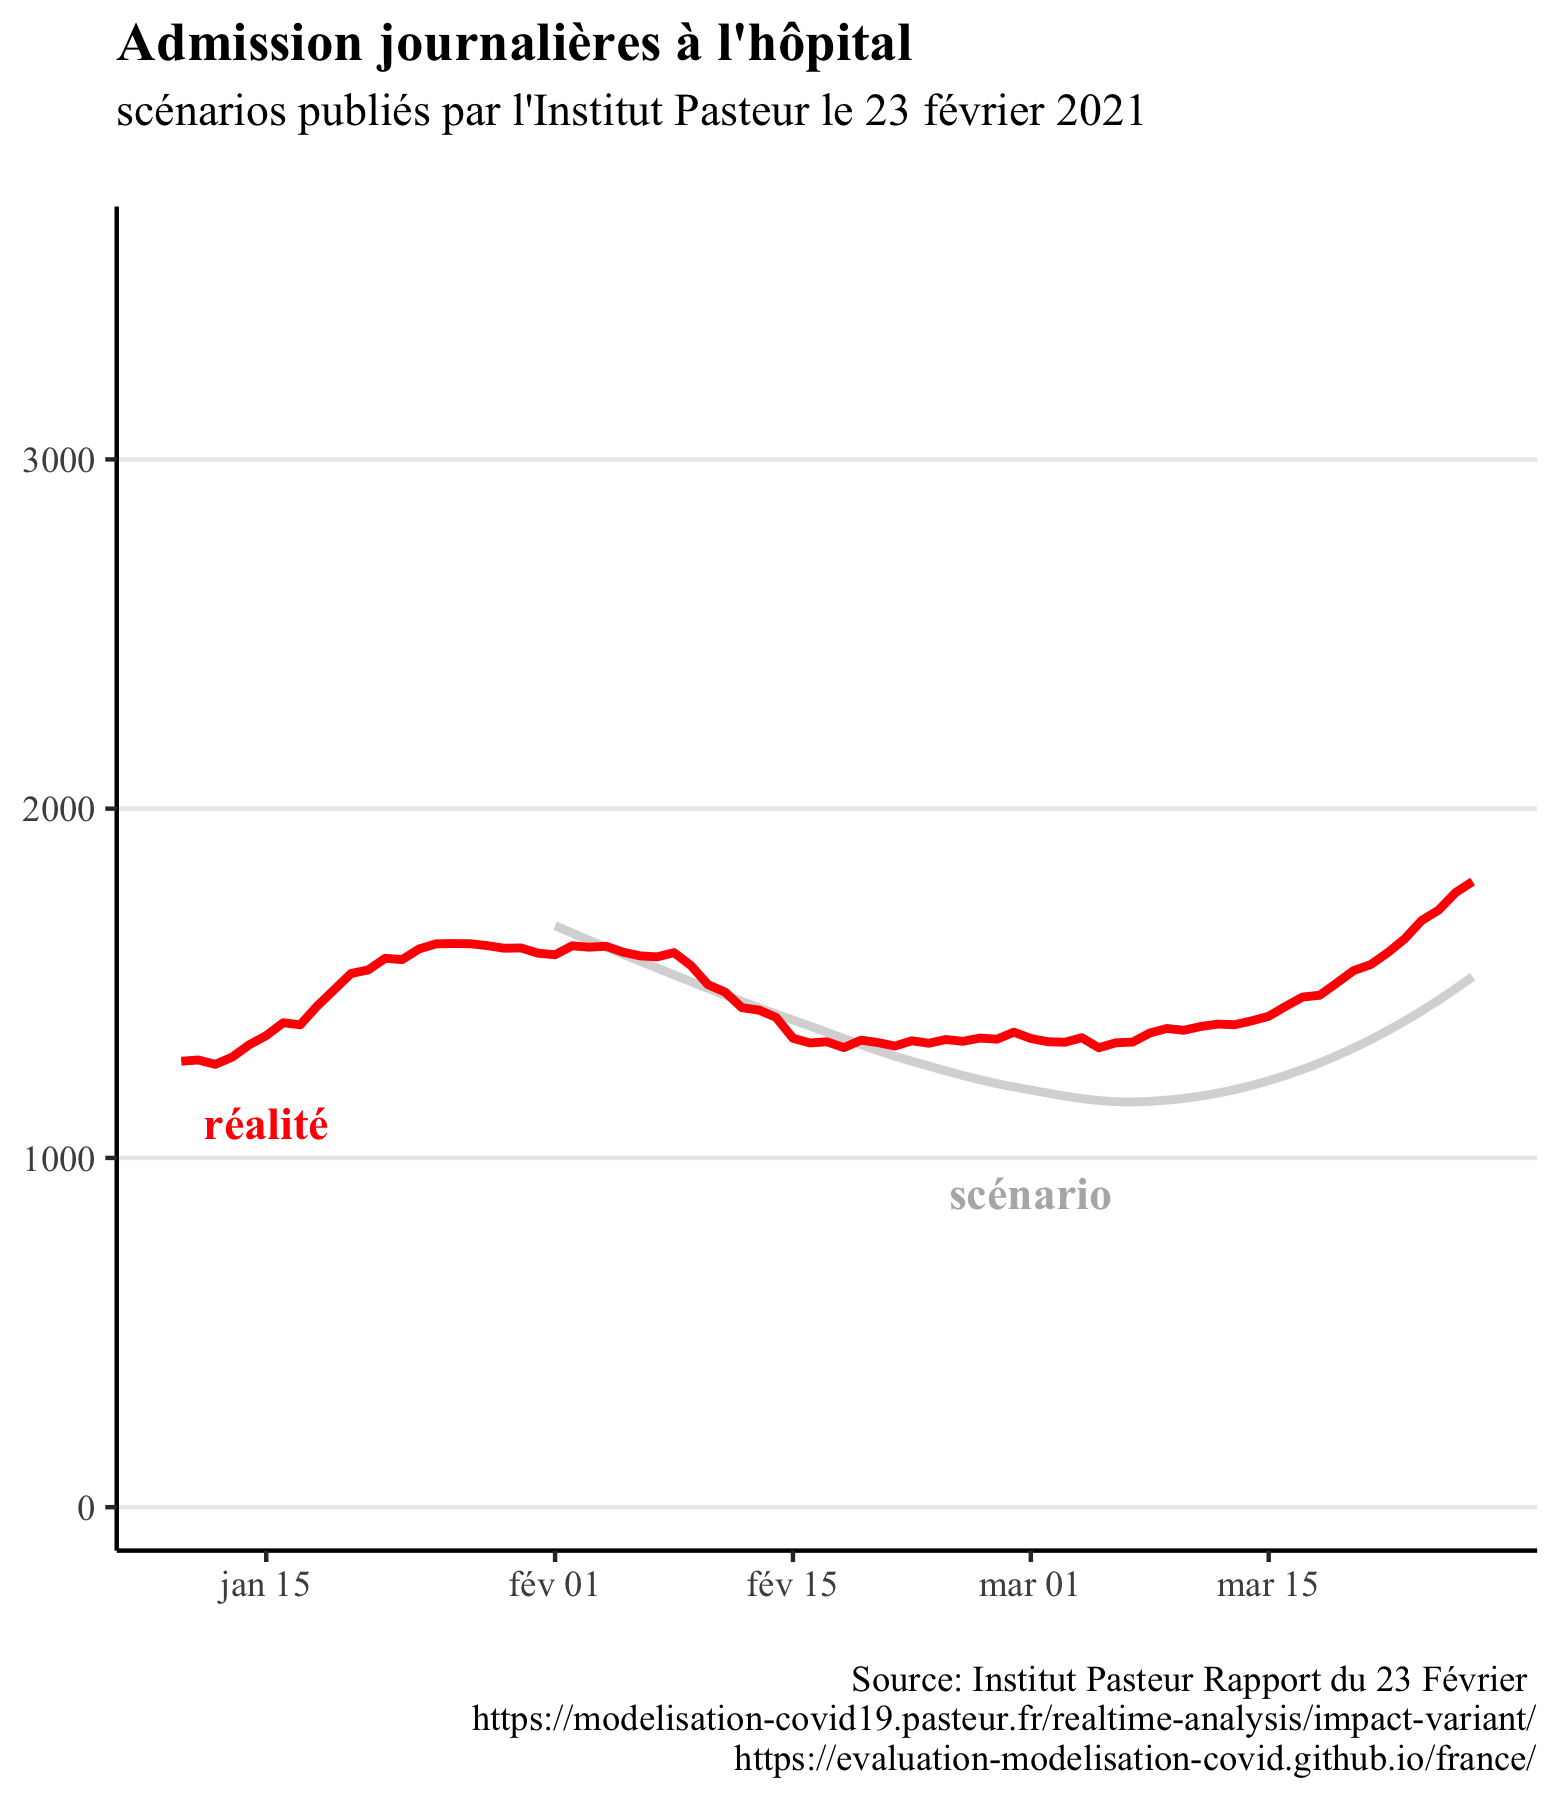 Admission journalières à l'hôpital
scénarios publiés par l'Institut Pasteur le 23 février 2021
3000
2000
1000
0
réalité
scénario
jan 15
fév 01
fév 15
mar 01
mar 15
Source: Institut Pasteur Rapport du 23 Février
https://modelisation-covid19.pasteur.fr/realtime-analysis/impact-variant/
https://evaluation-modelisation-covid.github.io/france/